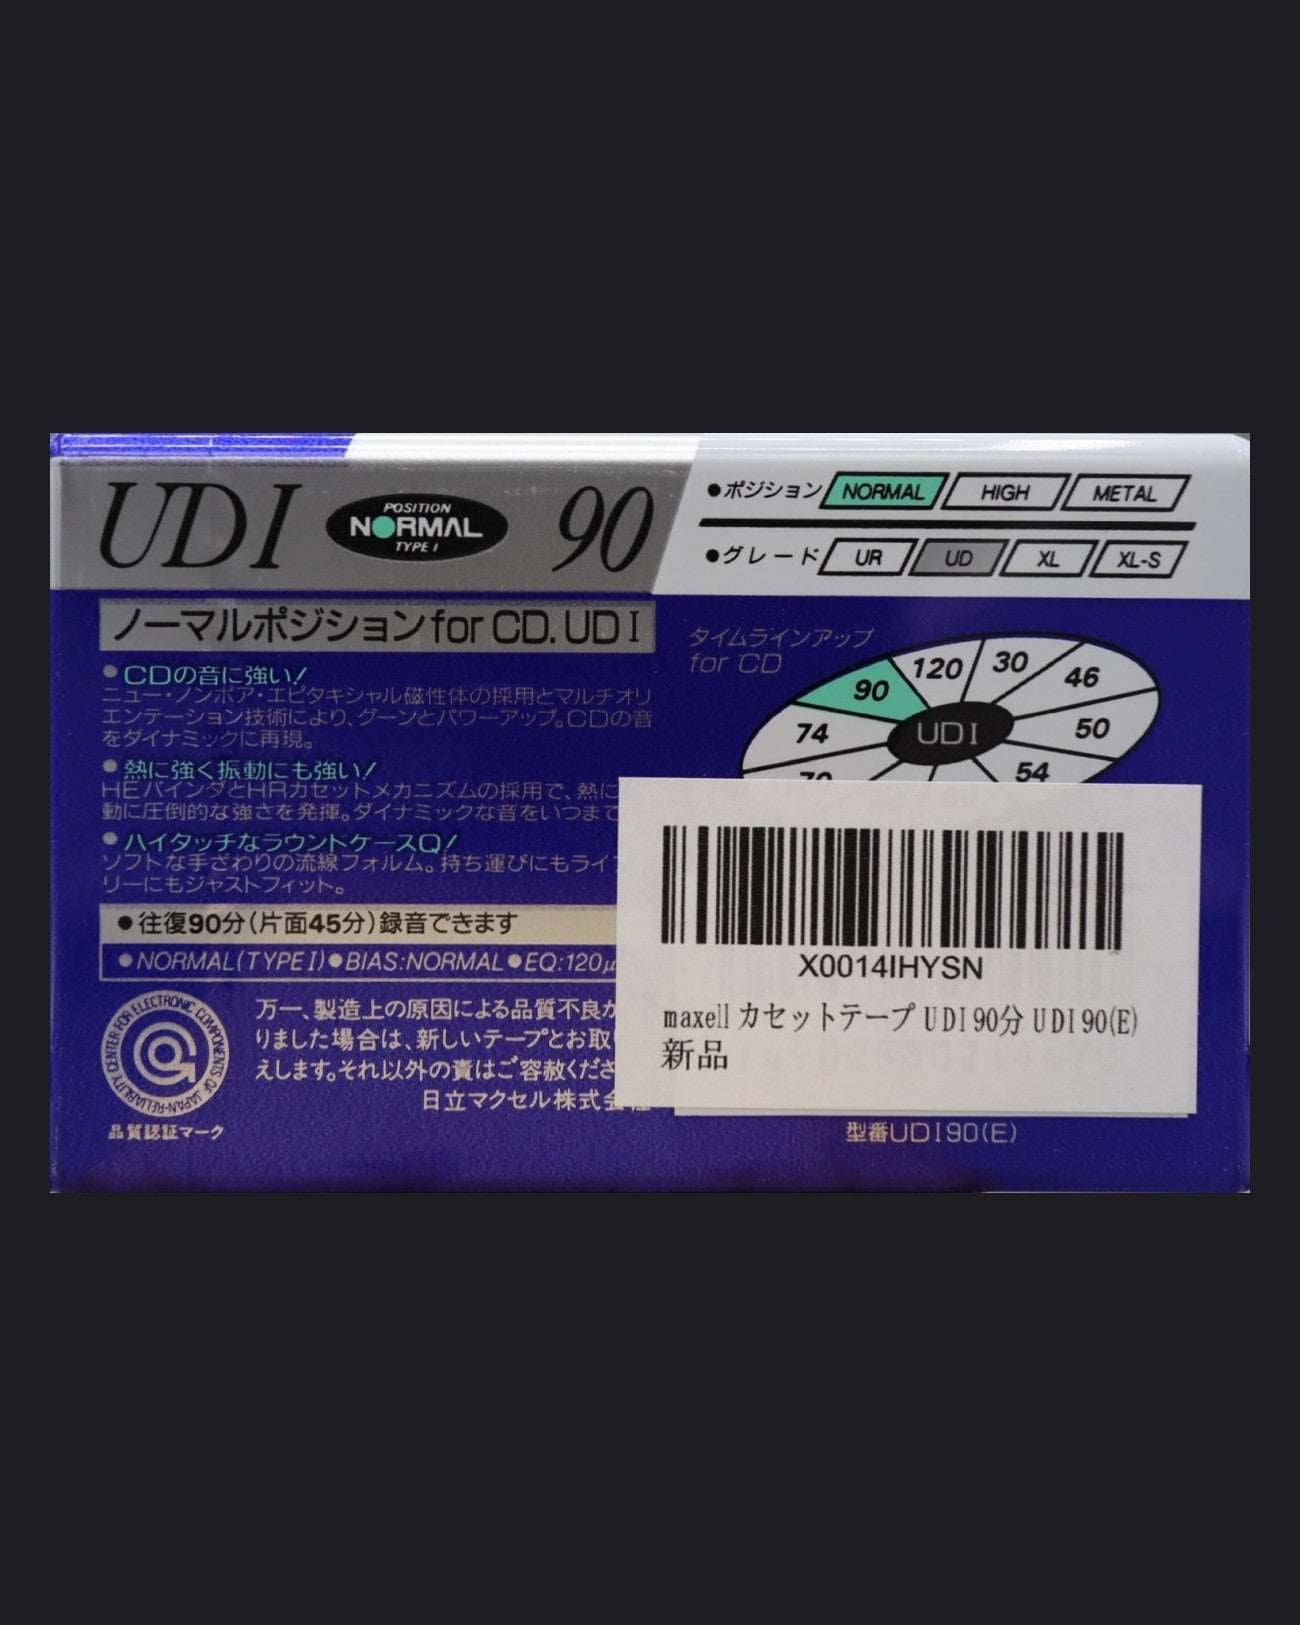 UD I
POSITION
NORMAL
TYPE I
90
●ポジション NORMAL HIGH METAL
●グレード UR UD XL XL-S
ノーマルポジション for CD. UD I
●CDの音に強い!
ニュー・ノンポア・エピタキシャル磁性体の採用とマルチオリ
エンテーション技術により、グーンとパワーアップ。CDの音
をダイナミックに再現。
●熱に強く振動にも強い!
HEバインダとHRカセットメカニズムの採用で、熱に
動に圧倒的な強さを発揮。ダイナミックな音をいつまで
●ハイタッチなラウンドケースQ!
ソフトな手ざわりの流線フォルム。持ち運びにもライ
リーにもジャストフィット。
●往復90分(片面45分)録音できます
●NORMAL(TYPE I)●BIAS:NORMAL●EQ:120μ
タイムラインアップ
for CD
120 30 46
90
74 UD I 50
54
CENTER FOR ELECTRONIC COMPONENTS OF JAPAN-RELIABILITY
品質認証マーク
万一、製造上の原因による品質不良が
りました場合は、新しいテープとお取
えします。それ以外の責はご容赦くださ
日立マクセル株式会社
X0014IHYSN
maxell カセットテープ UD I 90分 UD I 90(E)
新品
型番UD I 90(E)